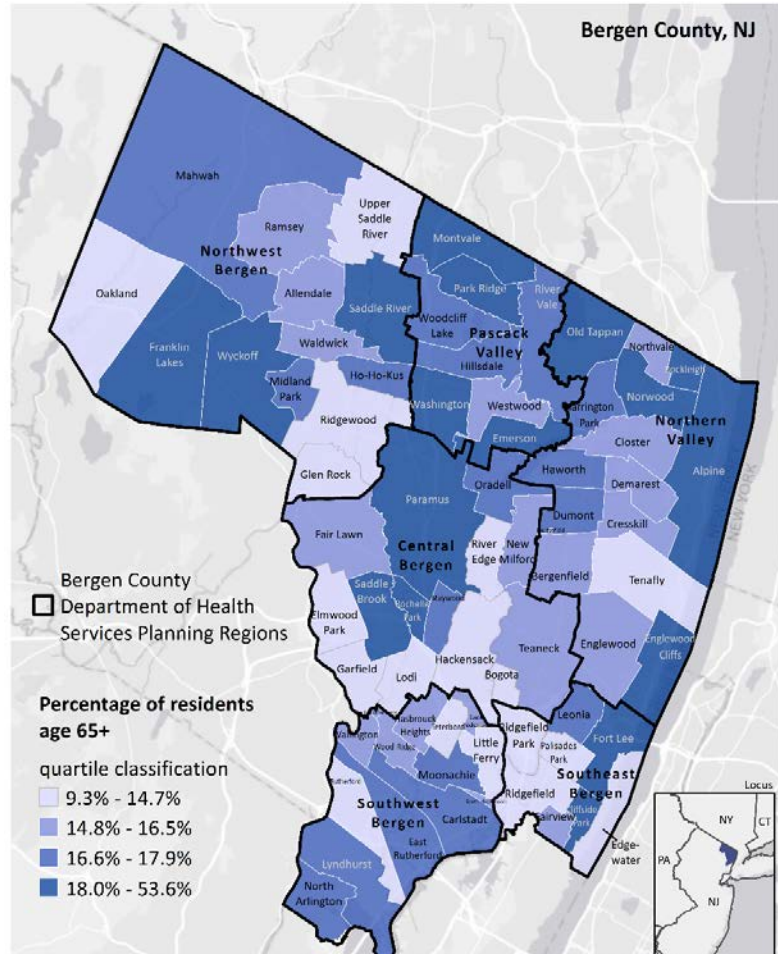 Bergen County, NJ
Mahwah
Upper
Saddle
River
Ramsey
Northwest
Bergen
Montvale
Oakland
Allendale
Park Ridge
River
Vale
Saddle River
Woodcliff
Lake
Pascack
Valley
Old Tappan
Franklin
Lakes
Wyckoff
Waldwick
Hillsdale
Northvale
Rockleigh
Midland
Park
Ho-Ho-Kus
Washington
Westwood
Norwood
Harrington
Park
Northern
Valley
Ridgewood
Emerson
Closter
Alpine
Glen Rock
Paramus
Oradell
Haworth
Demarest
NEW YORK
Dumont
Cresskill
Fair Lawn
Central
Bergen
River
Edge
New
Milford
Bergenfield
Tenafly
Bergen County
Department of Health
Services Planning Regions
Saddle
Brook
Rochelle
Park
Maywood
Elmwood
Park
Teaneck
Englewood
Englewood
Cliffs
Garfield
Lodi
Hackensack
Bogota
Percentage of residents
age 65+
quartile classification
9.3% - 14.7%
14.8% - 16.5%
16.6% - 17.9%
18.0% - 53.6%
Wallington
Hasbrouck
Heights
Wood Ridge
Teterboro
Little
Ferry
Ridgefield
Park
Leonia
Fort Lee
Palisades
Park
Rutherford
Moonachie
Southwest
Bergen
Carlstadt
Ridgefield
Southeast
Bergen
Cliffside
Park
Fairview
East
Rutherford
Edge-
water
Lyndhurst
North
Arlington
Locus
NY
CT
PA
NJ